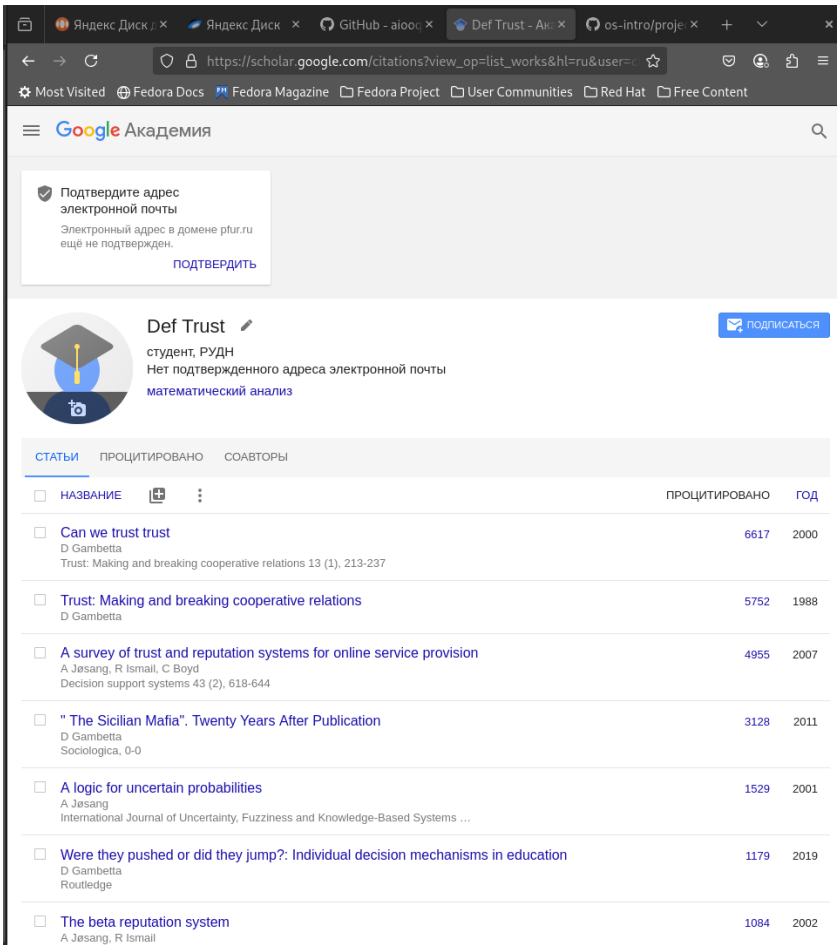 Яндекс Диск д
Яндекс Диск
GitHub - aiooq
Def Trust - Ака
os-intro/projec
https://scholar.google.com/citations?view_op=list_works&hl=ru&user=
Most Visited Fedora Docs Fedora Magazine Fedora Project User Communities Red Hat Free Content
Google Академия
Подтвердите адрес
электронной почты
Электронный адрес в домене pfur.ru
ещё не подтвержден.
ПОДТВЕРДИТЬ
Def Trust
ПОДПИСАТЬСЯ
студент, РУДН
Нет подтвержденного адреса электронной почты
математический анализ
СТАТЬИ ПРОЦИТИРОВАНО СОАВТОРЫ
НАЗВАНИЕ ПРОЦИТИРОВАНО ГОД
Can we trust trust 6617 2000
D Gambetta
Trust: Making and breaking cooperative relations 13 (1), 213-237
Trust: Making and breaking cooperative relations 5752 1988
D Gambetta
A survey of trust and reputation systems for online service provision 4955 2007
A Jøsang, R Ismail, C Boyd
Decision support systems 43 (2), 618-644
" The Sicilian Mafia". Twenty Years After Publication 3128 2011
D Gambetta
Sociologica, 0-0
A logic for uncertain probabilities 1529 2001
A Jøsang
International Journal of Uncertainty, Fuzziness and Knowledge-Based Systems …
Were they pushed or did they jump?: Individual decision mechanisms in education 1179 2019
D Gambetta
Routledge
The beta reputation system 1084 2002
A Jøsang, R Ismail